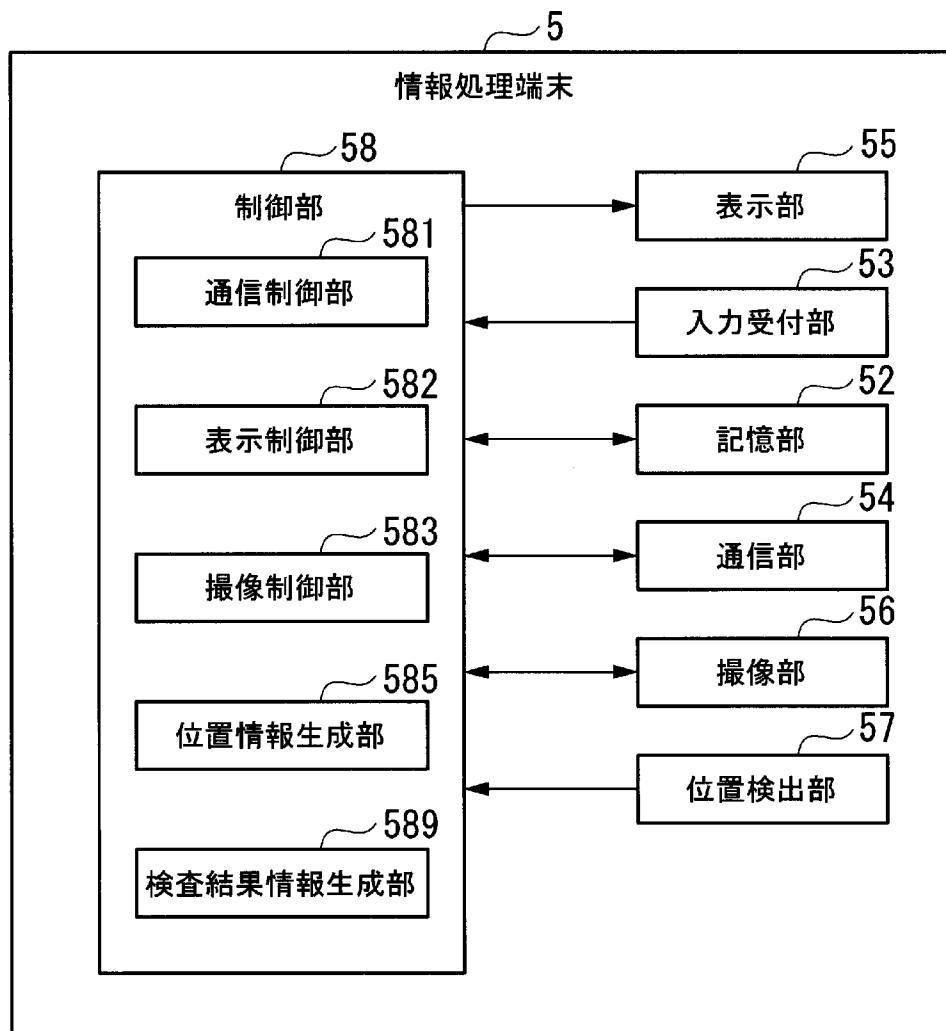 5
情報処理端末
58
制御部
581
通信制御部
582
表示制御部
583
撮像制御部
585
位置情報生成部
589
検査結果情報生成部
55
表示部
53
入力受付部
52
記憶部
54
通信部
56
撮像部
57
位置検出部